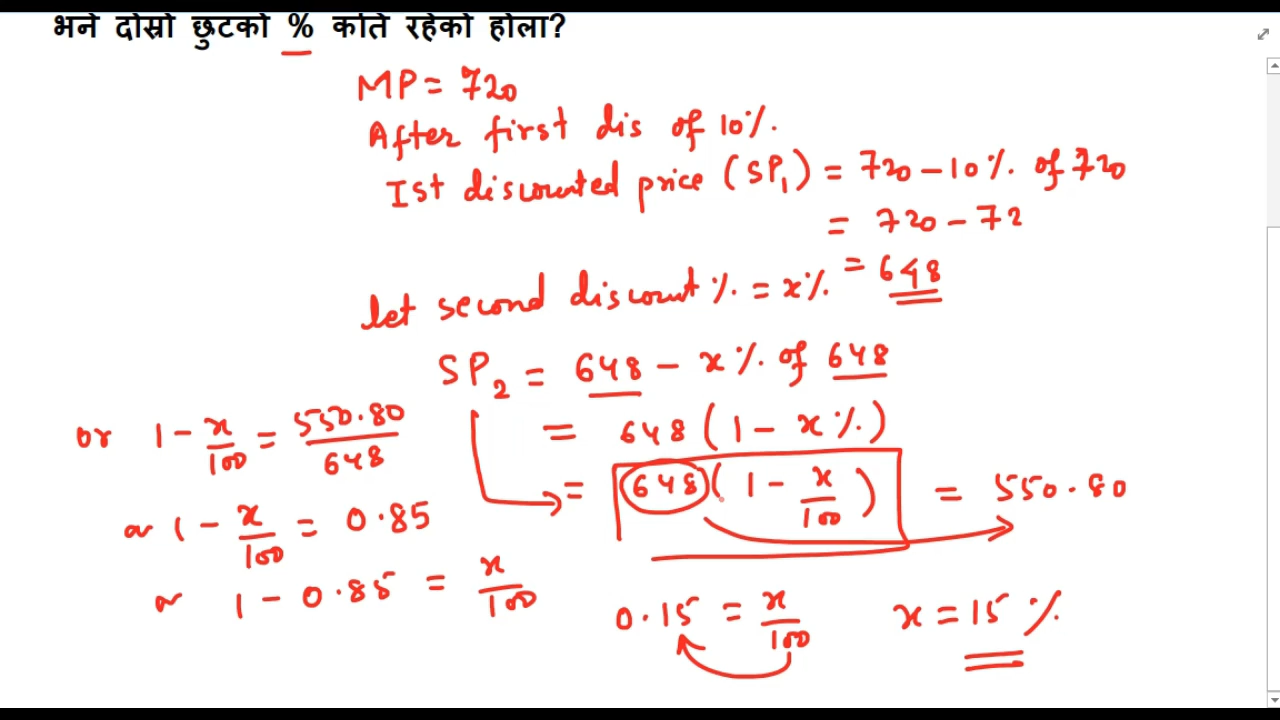 भने दोस्रो छुटको % कति रहेको होला?
MP = 720
After first dis of 10%.
Ist discounted price (SP₁) = 720 - 10% of 720
= 720 - 72
= 648
let second discount % = x%
SP₂ = 648 - x% of 648
= 648 (1 - x%)
= 648 (1 - x/100) = 550.80
or 1 - x/100 = 550.80/648
or 1 - x/100 = 0.85
or 1 - 0.85 = x/100
0.15 = x/100
x = 15%